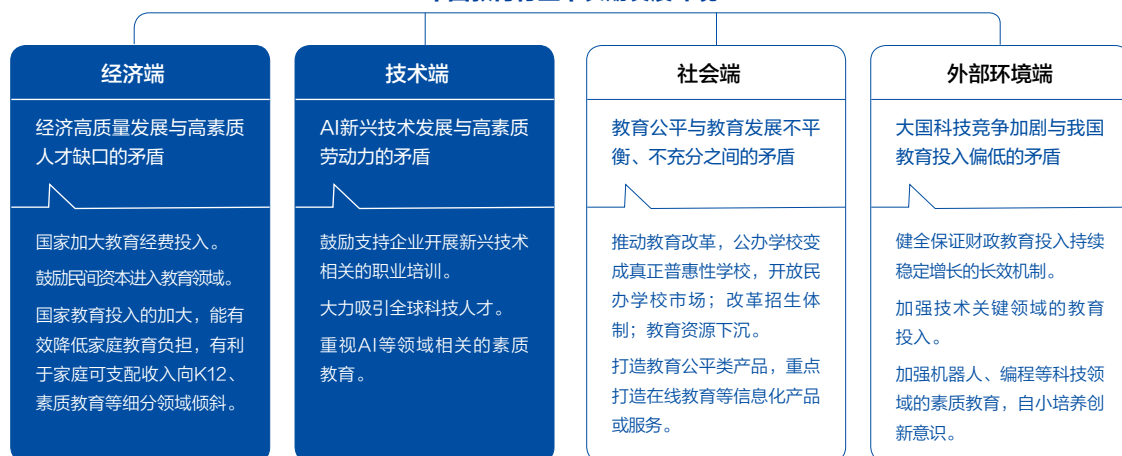 经济端
经济高质量发展与高素质
人才缺口的矛盾
国家加大教育经费投入。
鼓励民间资本进入教育领域。
国家教育投入的加大，能有
效降低家庭教育负担，有利
于家庭可支配收入向K12、
素质教育等细分领域倾斜。
技术端
AI新兴技术发展与高素质
劳动力的矛盾
鼓励支持企业开展新兴技术
相关的职业培训。
大力吸引全球科技人才。
重视AI等领域相关的素质
教育。
社会端
教育公平与教育发展不平
衡、不充分之间的矛盾
推动教育改革，公办学校变
成真正普惠性学校，开放民
办学校市场；改革招生体
制；教育资源下沉。
打造教育公平类产品，重点
打造在线教育等信息化产品
或服务。
外部环境端
大国科技竞争加剧与我国
教育投入偏低的矛盾
健全保证财政教育投入持续
稳定增长的长效机制。
加强技术关键领域的教育
投入。
加强机器人、编程等科技领
域的素质教育，自小培养创
新意识。